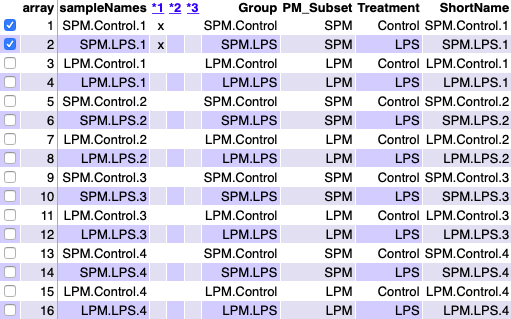 array sampleNames *1 *2 *3 Group PM_Subset Treatment ShortName
1 SPM.Control.1 x SPM.Control SPM Control SPM.Control.1
2 SPM.LPS.1 x SPM.LPS SPM LPS SPM.LPS.1
3 LPM.Control.1 LPM.Control LPM Control LPM.Control.1
4 LPM.LPS.1 LPM.LPS LPM LPS LPM.LPS.1
5 SPM.Control.2 SPM.Control SPM Control SPM.Control.2
6 SPM.LPS.2 SPM.LPS SPM LPS SPM.LPS.2
7 LPM.Control.2 LPM.Control LPM Control LPM.Control.2
8 LPM.LPS.2 LPM.LPS LPM LPS LPM.LPS.2
9 SPM.Control.3 SPM.Control SPM Control SPM.Control.3
10 SPM.LPS.3 SPM.LPS SPM LPS SPM.LPS.3
11 LPM.Control.3 LPM.Control LPM Control LPM.Control.3
12 LPM.LPS.3 LPM.LPS LPM LPS LPM.LPS.3
13 SPM.Control.4 SPM.Control SPM Control SPM.Control.4
14 SPM.LPS.4 SPM.LPS SPM LPS SPM.LPS.4
15 LPM.Control.4 LPM.Control LPM Control LPM.Control.4
16 LPM.LPS.4 LPM.LPS LPM LPS LPM.LPS.4